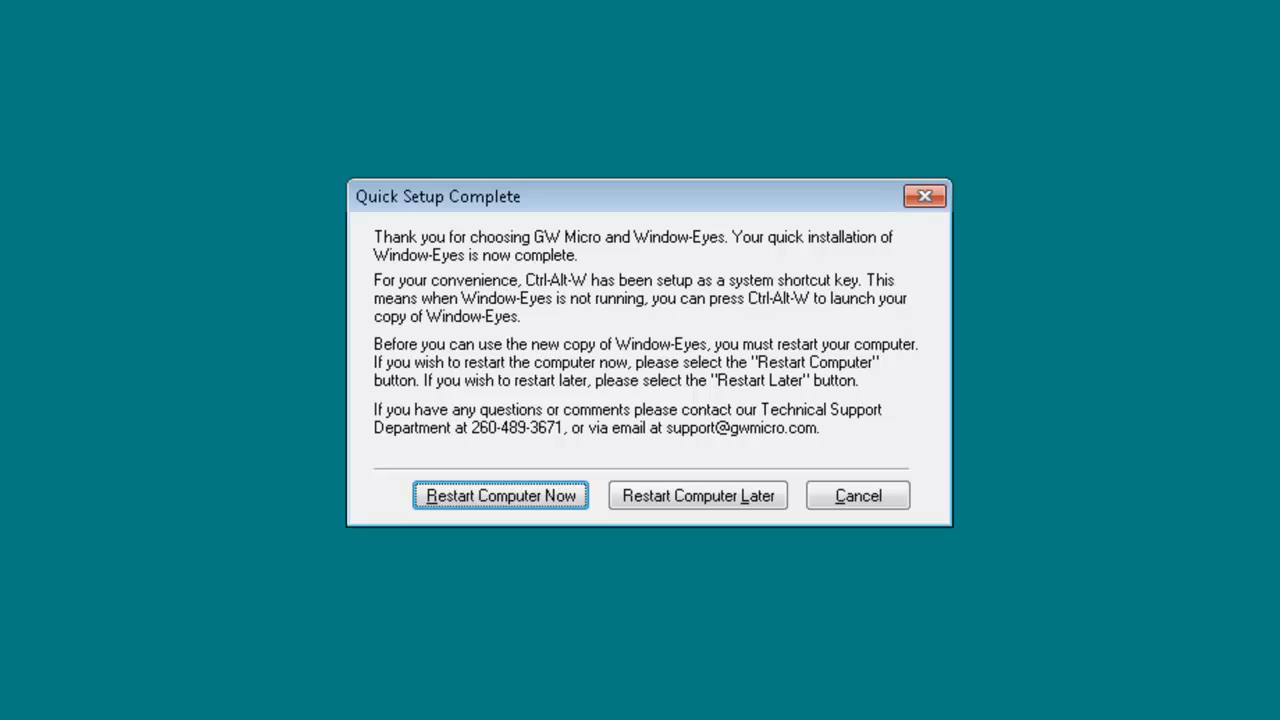 Quick Setup Complete
Thank you for choosing GW Micro and Window-Eyes. Your quick installation of
Window-Eyes is now complete.
For your convenience, Ctrl-Alt-W has been setup as a system shortcut key. This
means when Window-Eyes is not running, you can press Ctrl-Alt-W to launch your
copy of Window-Eyes.
Before you can use the new copy of Window-Eyes, you must restart your computer.
If you wish to restart the computer now, please select the "Restart Computer"
button. If you wish to restart later, please select the "Restart Later" button.
If you have any questions or comments please contact our Technical Support
Department at 260-489-3671, or via email at support@gwmicro.com.
Restart Computer Now Restart Computer Later Cancel